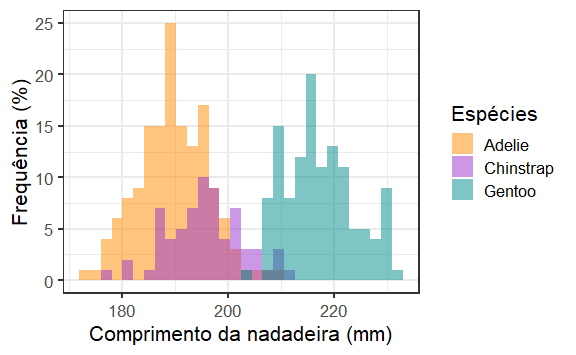 Frequência (%)
25
20
15
10
5
0
180
200
220
Comprimento da nadadeira (mm)
Espécies
Adelie
Chinstrap
Gentoo